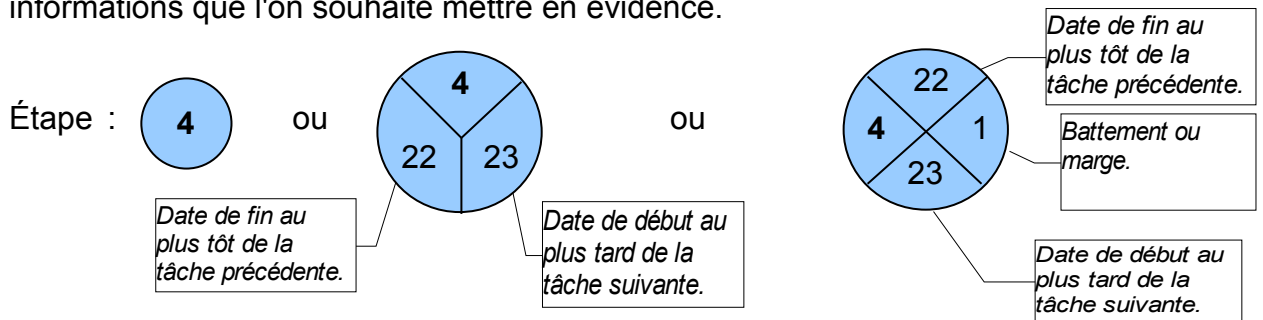 informations que l'on souhaite mettre en évidence.
Étape :
4
ou
4
22
23
ou
22
4
1
23
Date de fin au
plus tôt de la
tâche précédente.
Battement ou
marge.
Date de fin au
plus tôt de la
tâche précédente.
Date de début au
plus tard de la
tâche suivante.
Date de début au
plus tard de la
tâche suivante.